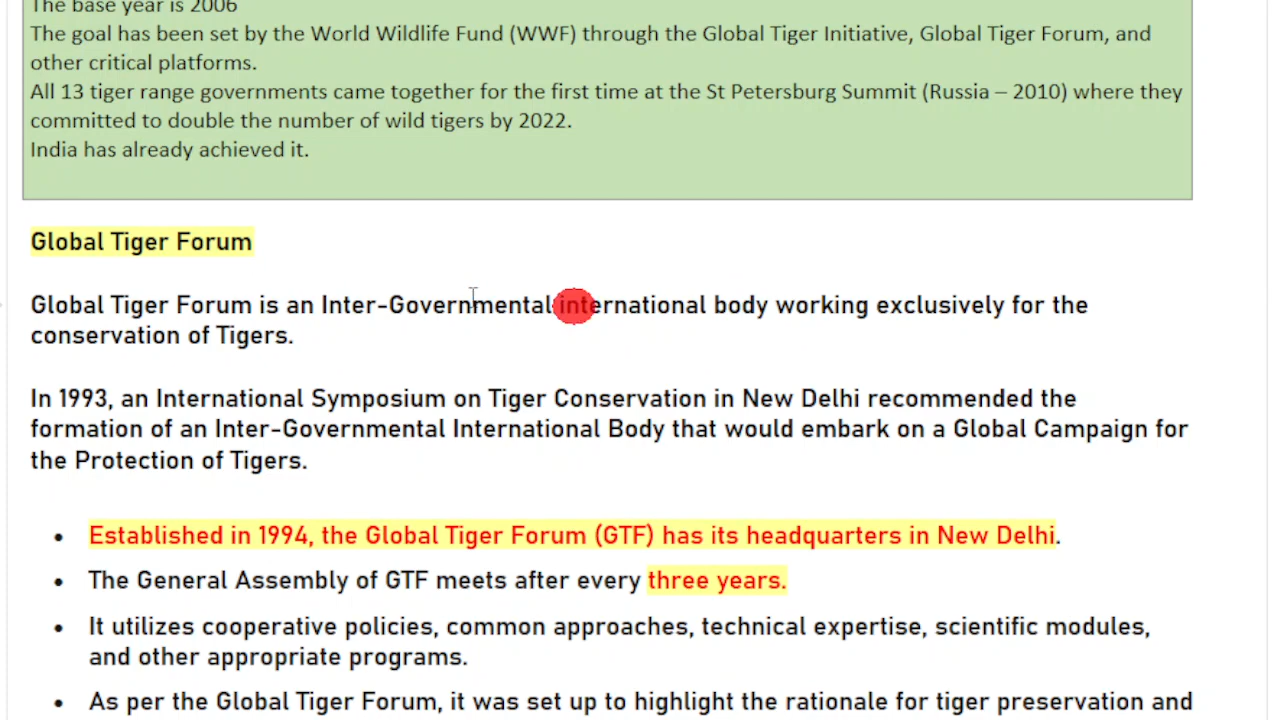 The base year is 2006
The goal has been set by the World Wildlife Fund (WWF) through the Global Tiger Initiative, Global Tiger Forum, and
other critical platforms.
All 13 tiger range governments came together for the first time at the St Petersburg Summit (Russia – 2010) where they
committed to double the number of wild tigers by 2022.
India has already achieved it.
Global Tiger Forum
Global Tiger Forum is an Inter-Governmental international body working exclusively for the
conservation of Tigers.
In 1993, an International Symposium on Tiger Conservation in New Delhi recommended the
formation of an Inter-Governmental International Body that would embark on a Global Campaign for
the Protection of Tigers.
• Established in 1994, the Global Tiger Forum (GTF) has its headquarters in New Delhi.
• The General Assembly of GTF meets after every three years.
• It utilizes cooperative policies, common approaches, technical expertise, scientific modules,
and other appropriate programs.
• As per the Global Tiger Forum, it was set up to highlight the rationale for tiger preservation and